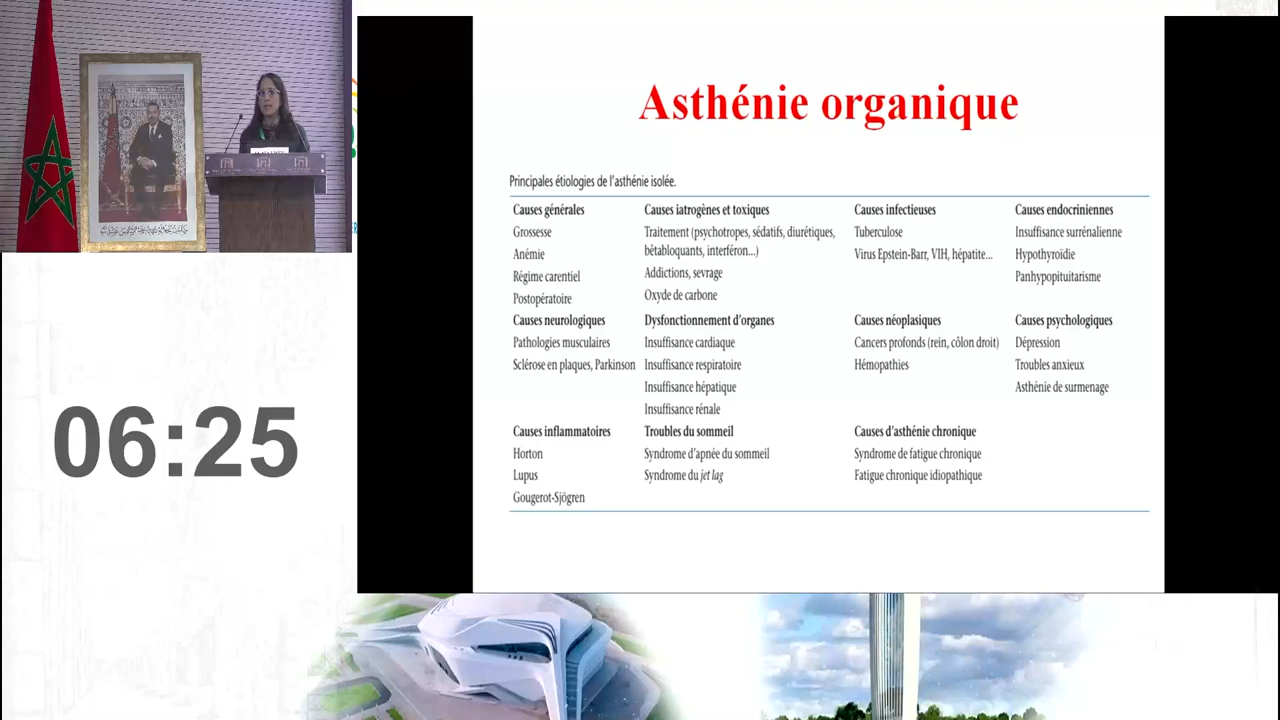 Asthénie organique
Principales étiologies de l'asthénie isolée.
Causes générales
Grossesse
Anémie
Régime carentiel
Postopératoire
Causes iatrogènes et toxiques
Traitement (psychotropes, sédatifs, diurétiques,
bêtabloquants, interféron...)
Addictions, sevrage
Oxyde de carbone
Causes infectieuses
Tuberculose
Virus Epstein-Barr, VIH, hépatite...
Causes endocriniennes
Insuffisance surrénalienne
Hypothyroïdie
Panhypopituitarisme
Causes neurologiques
Pathologies musculaires
Sclérose en plaques, Parkinson
Dysfonctionnement d'organes
Insuffisance cardiaque
Insuffisance respiratoire
Insuffisance hépatique
Insuffisance rénale
Causes néoplasiques
Cancers profonds (rein, côlon droit)
Hémopathies
Causes psychologiques
Dépression
Troubles anxieux
Asthénie de surmenage
Causes inflammatoires
Horton
Lupus
Gougerot-Sjögren
Troubles du sommeil
Syndrome d'apnée du sommeil
Syndrome du jet lag
Causes d'asthénie chronique
Syndrome de fatigue chronique
Fatigue chronique idiopathique
06:25